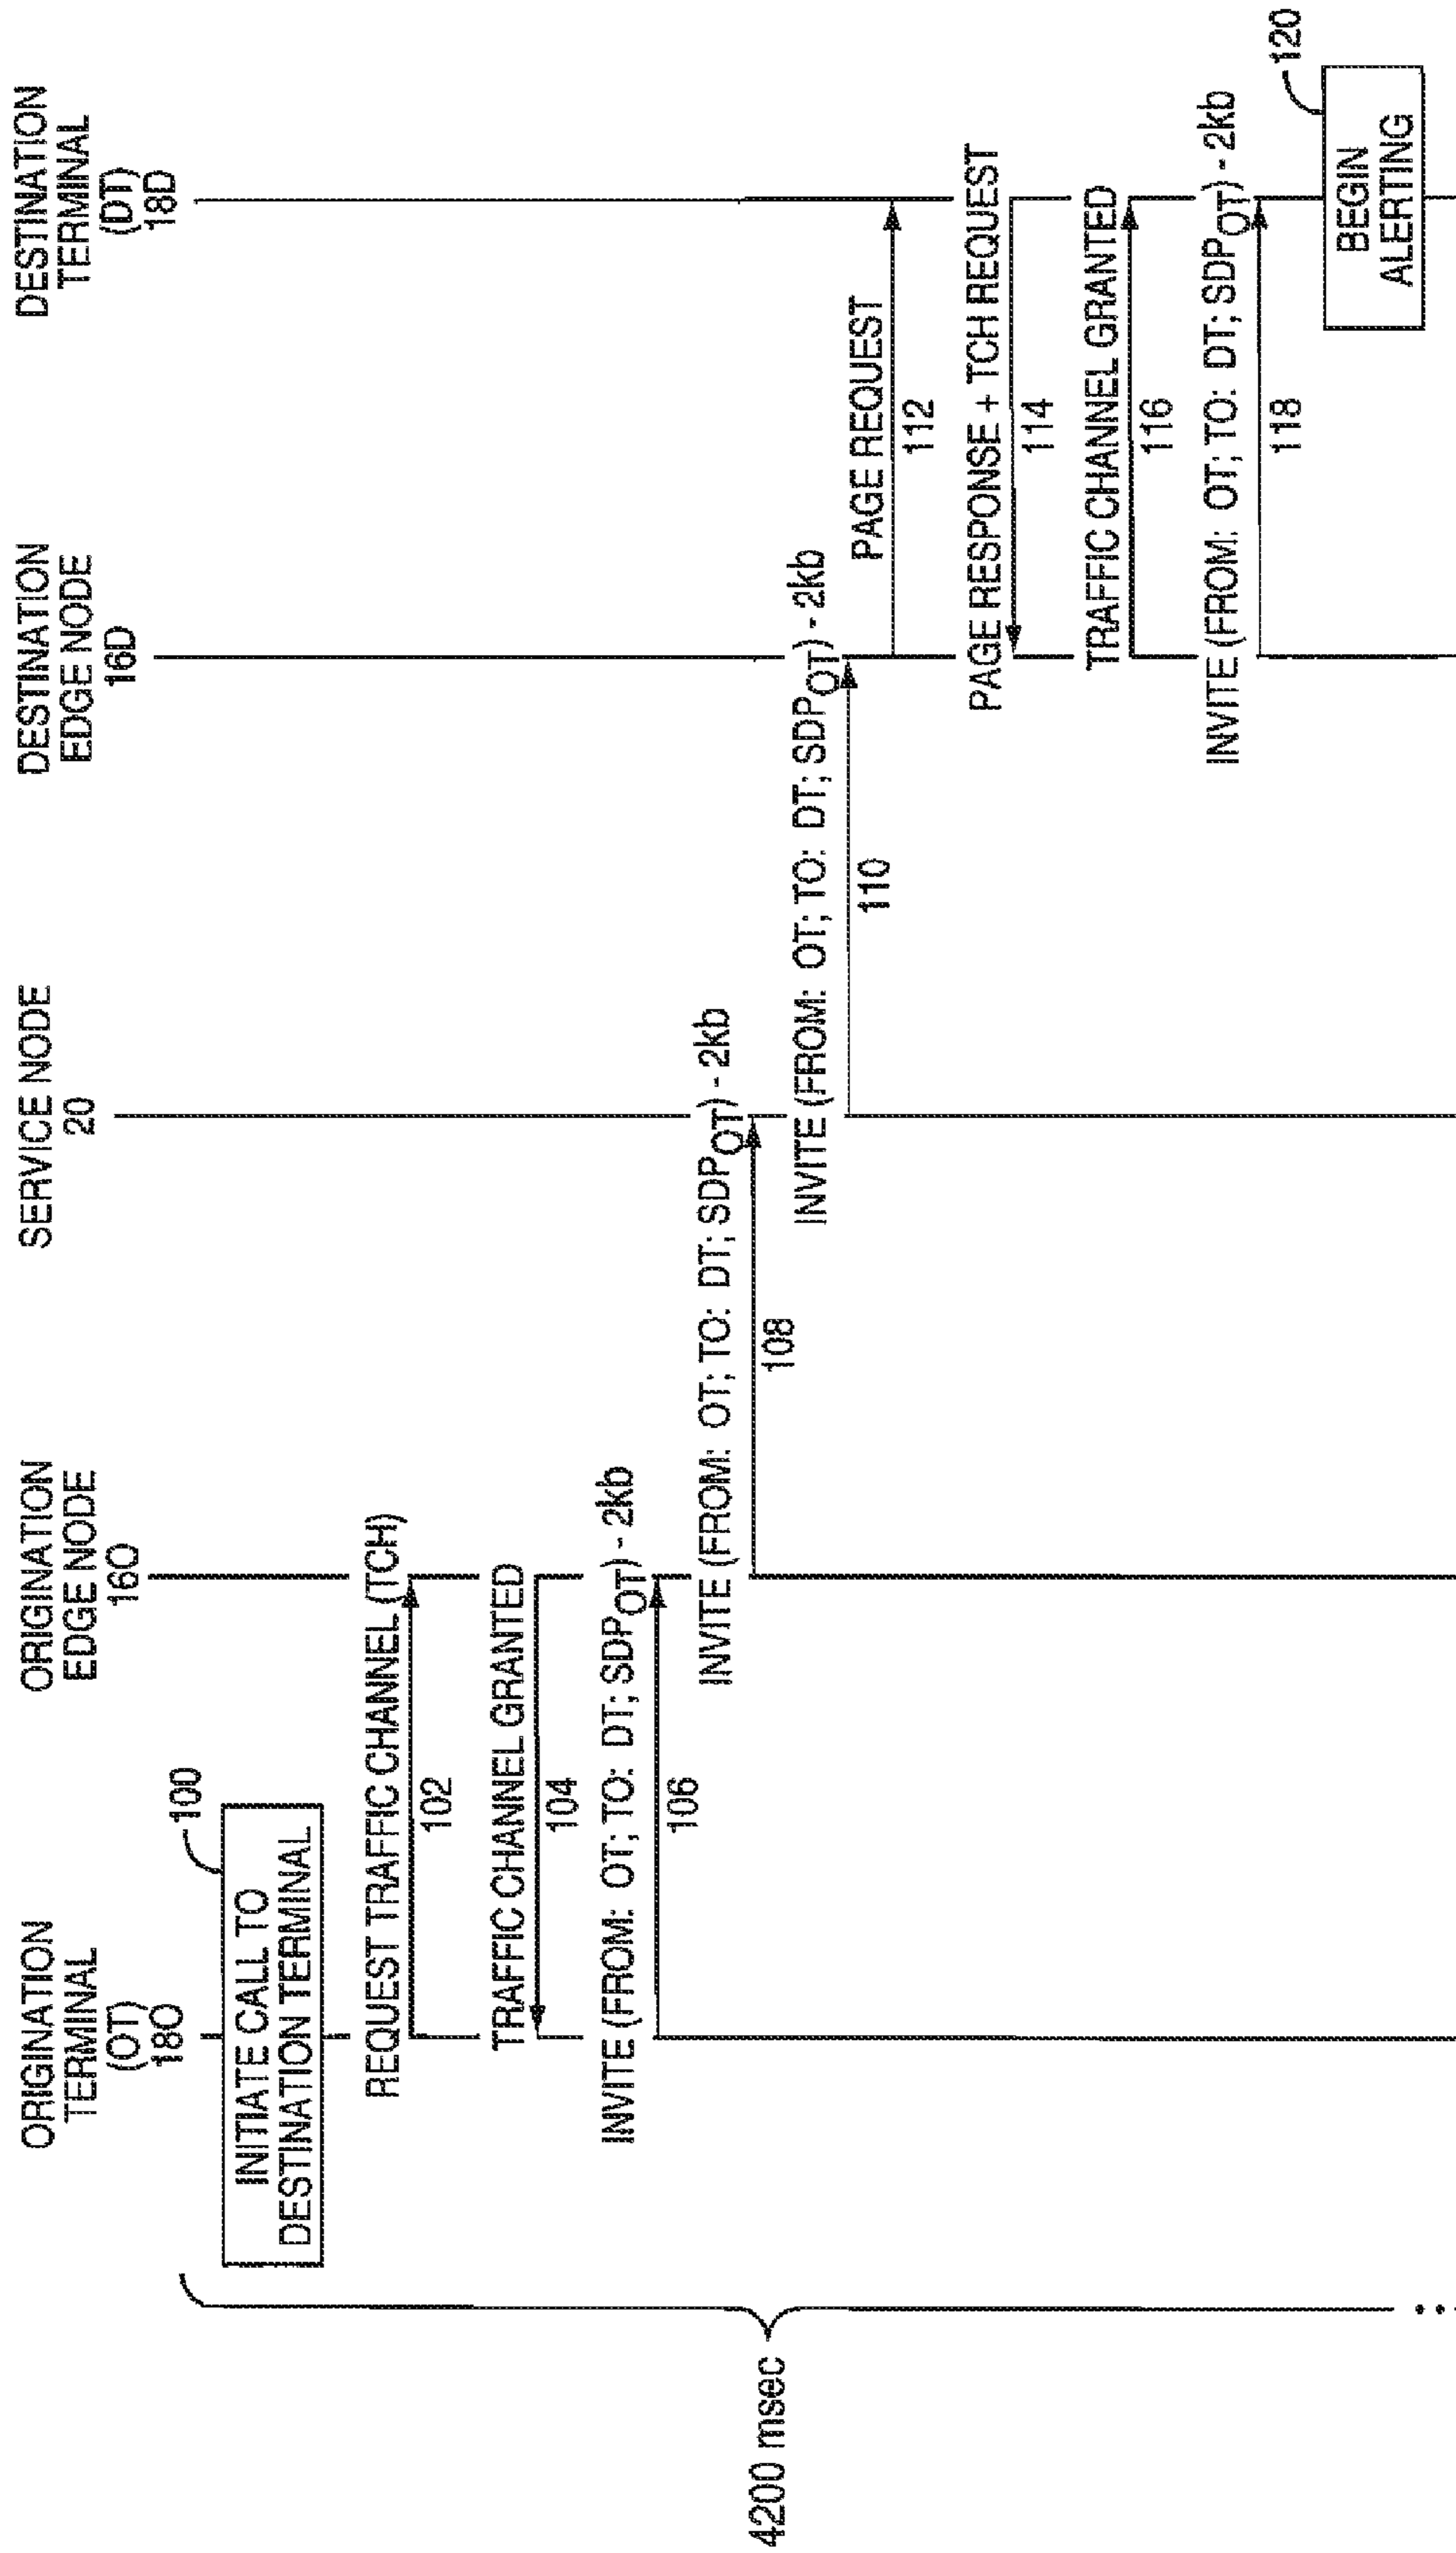 ORIGINATION
TERMINAL
(OT)
18O
ORIGINATION
EDGE NODE
16O
SERVICE NODE
20
DESTINATION
EDGE NODE
16D
DESTINATION
TERMINAL
(DT)
18D
INITIATE CALL TO
DESTINATION TERMINAL
100
REQUEST TRAFFIC CHANNEL (TCH)
102
TRAFFIC CHANNEL GRANTED
104
INVITE (FROM: OT; TO: DT; SDPOT) - 2kb
106
INVITE (FROM: OT; TO: DT; SDPOT) - 2kb
108
4200 msec
INVITE (FROM: OT; TO: DT; SDPOT) - 2kb
110
PAGE REQUEST
112
PAGE RESPONSE + TCH REQUEST
114
TRAFFIC CHANNEL GRANTED
116
INVITE (FROM: OT; TO: DT; SDPOT) - 2kb
118
120
BEGIN
ALERTING